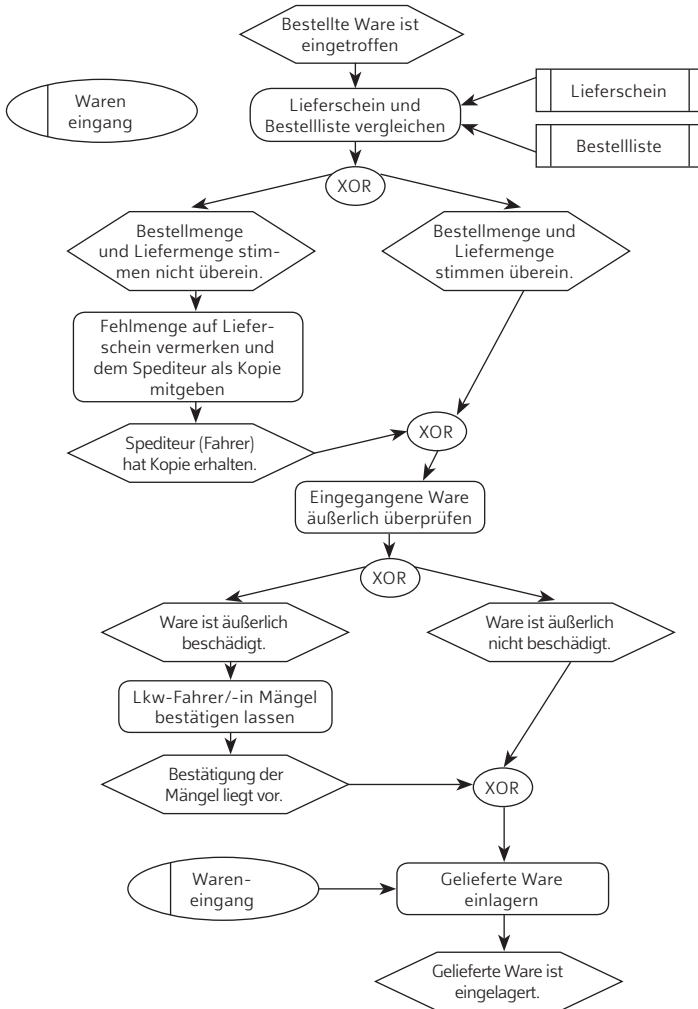 Bestellte Ware ist
eingetroffen
Waren
eingang
Lieferschein und
Bestellliste vergleichen
Lieferschein
Bestellliste
XOR
Bestellmenge
und Liefermenge stim-
men nicht überein.
Bestellmenge und
Liefermenge
stimmen überein.
Fehlmenge auf Liefer-
schein vermerken und
dem Spediteur als Kopie
mitgeben
Spediteur (Fahrer)
hat Kopie erhalten.
XOR
Eingegangene Ware
äußerlich überprüfen
XOR
Ware ist äußerlich
beschädigt.
Ware ist äußerlich
nicht beschädigt.
Lkw-Fahrer/-in Mängel
bestätigen lassen
Bestätigung der
Mängel liegt vor.
XOR
Waren-
eingang
Gelieferte Ware
einlagern
Gelieferte Ware ist
eingelagert.